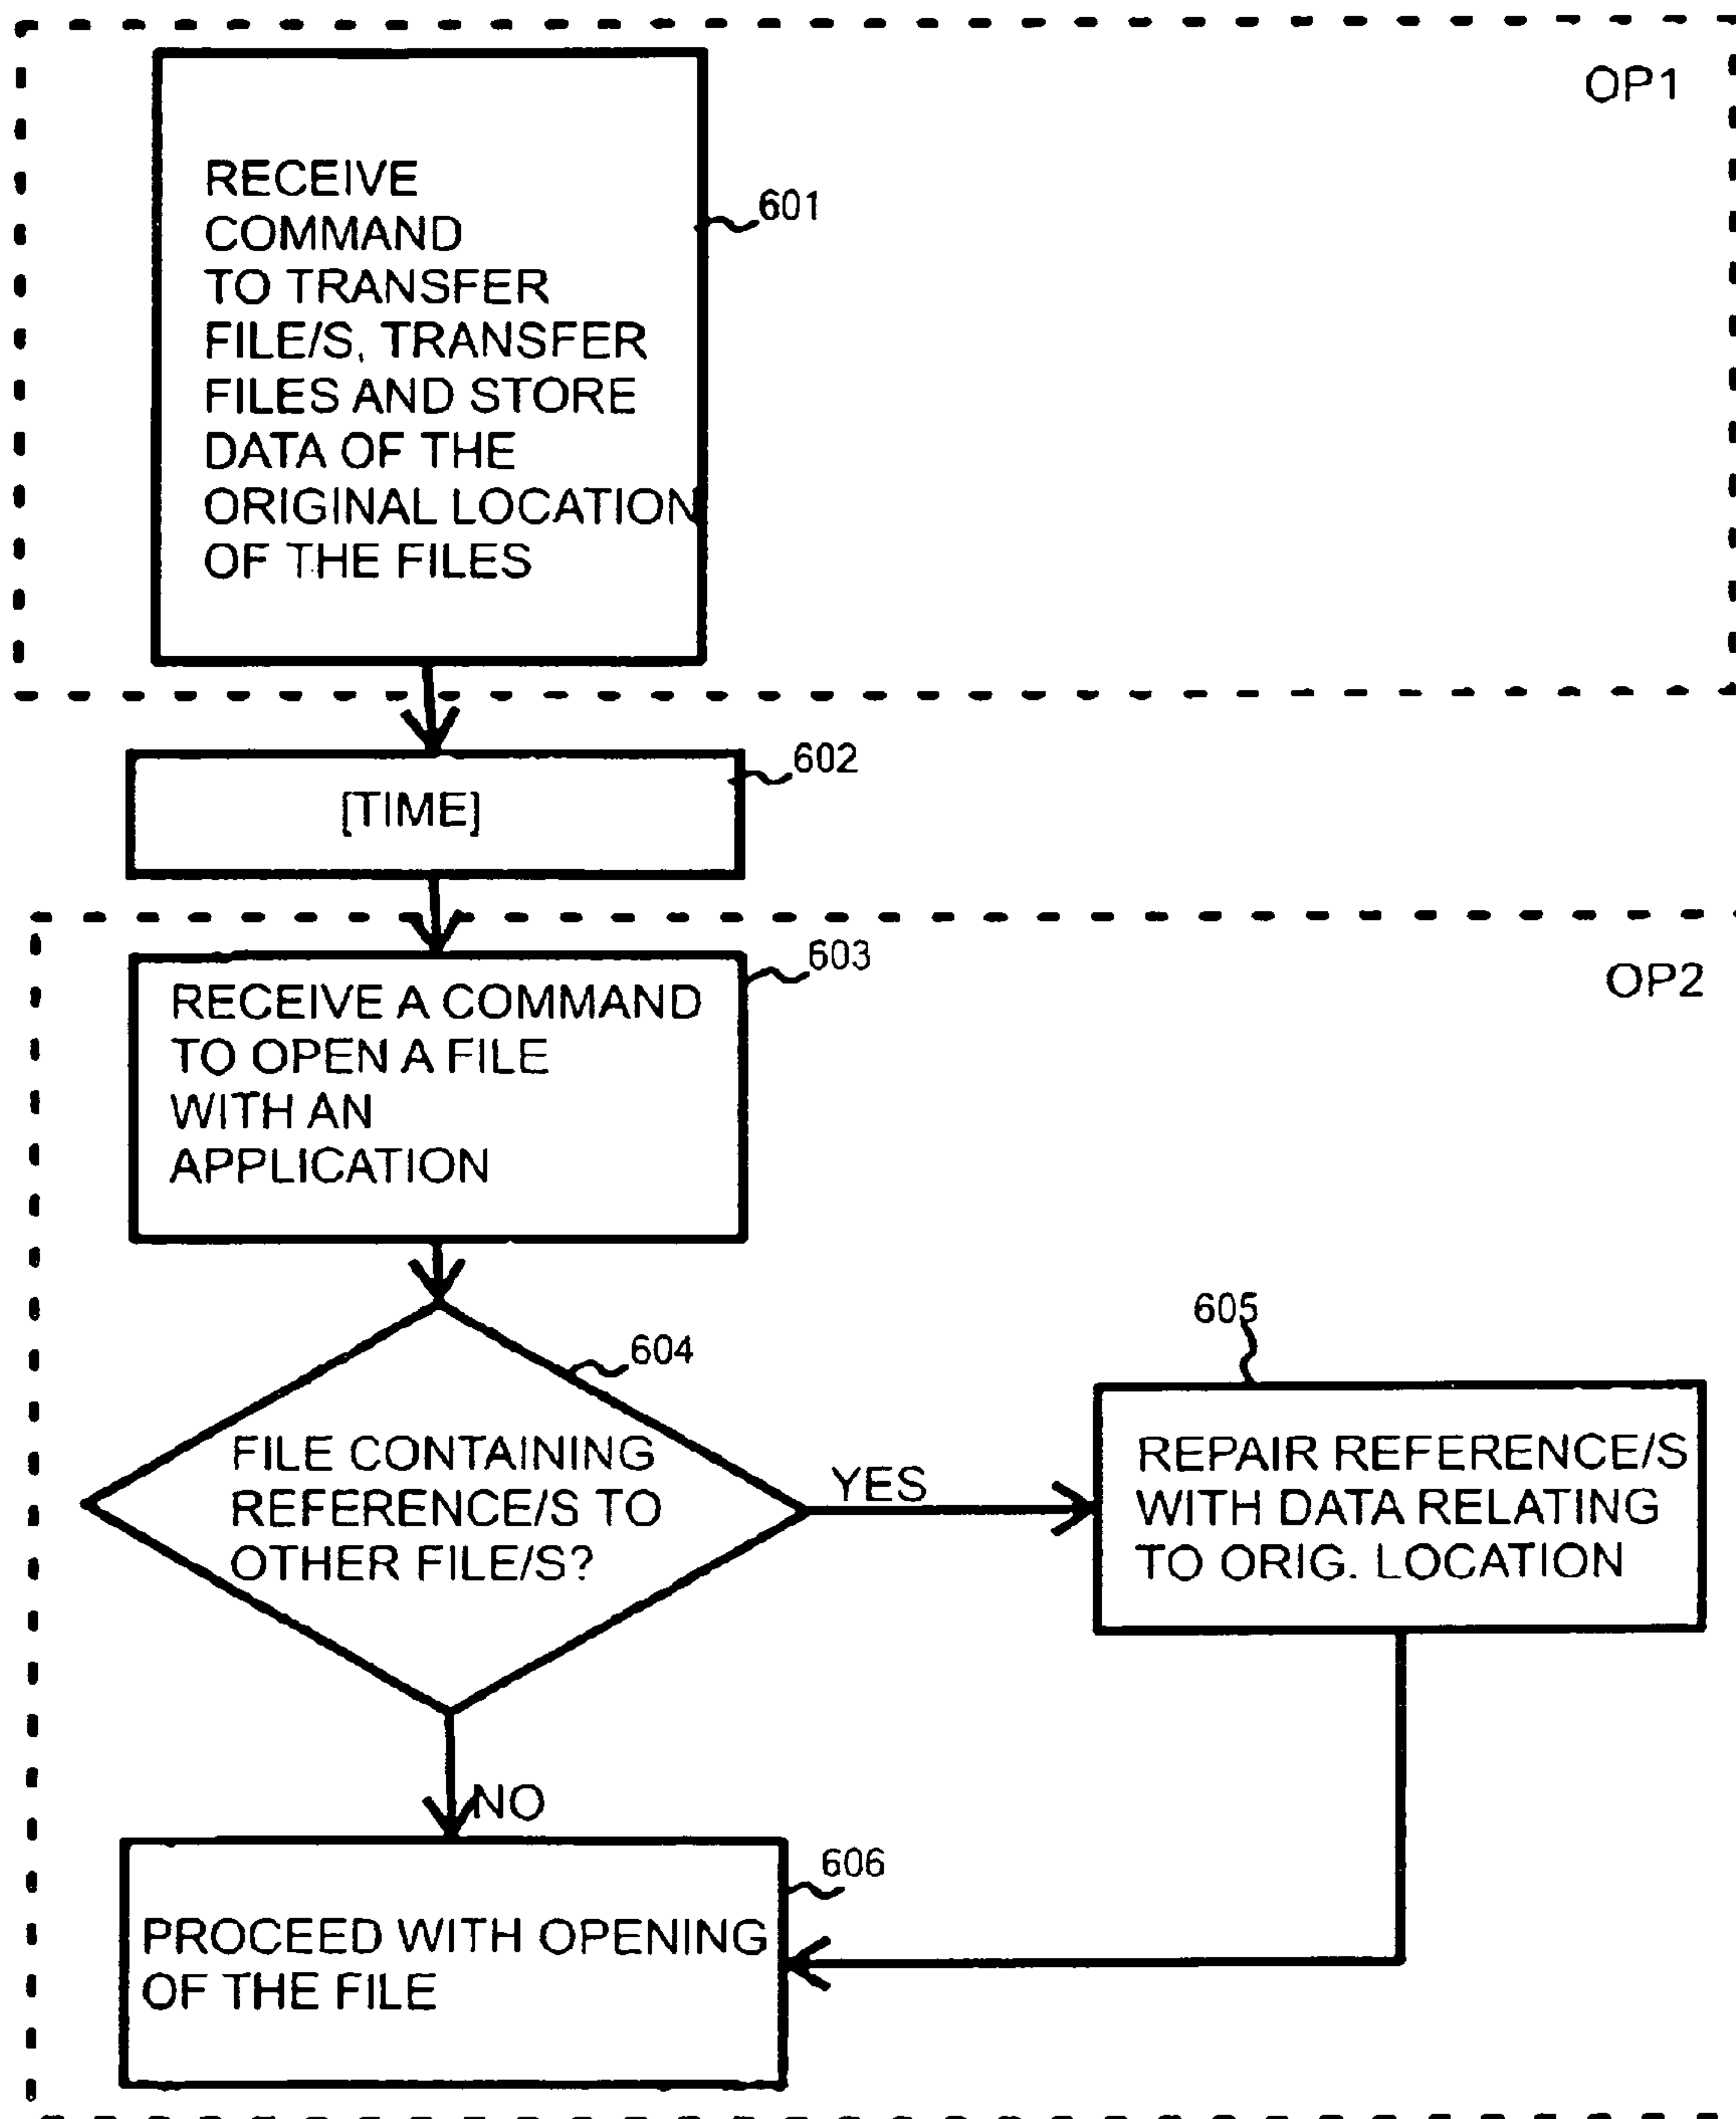 OP1
RECEIVE
COMMAND
TO TRANSFER
FILE/S, TRANSFER
FILES AND STORE
DATA OF THE
ORIGINAL LOCATION
OF THE FILES
601
602
[TIME]
603
OP2
RECEIVE A COMMAND
TO OPEN A FILE
WITH AN
APPLICATION
604
FILE CONTAINING
REFERENCE/S TO
OTHER FILE/S?
YES
605
REPAIR REFERENCE/S
WITH DATA RELATING
TO ORIG. LOCATION
NO
606
PROCEED WITH OPENING
OF THE FILE